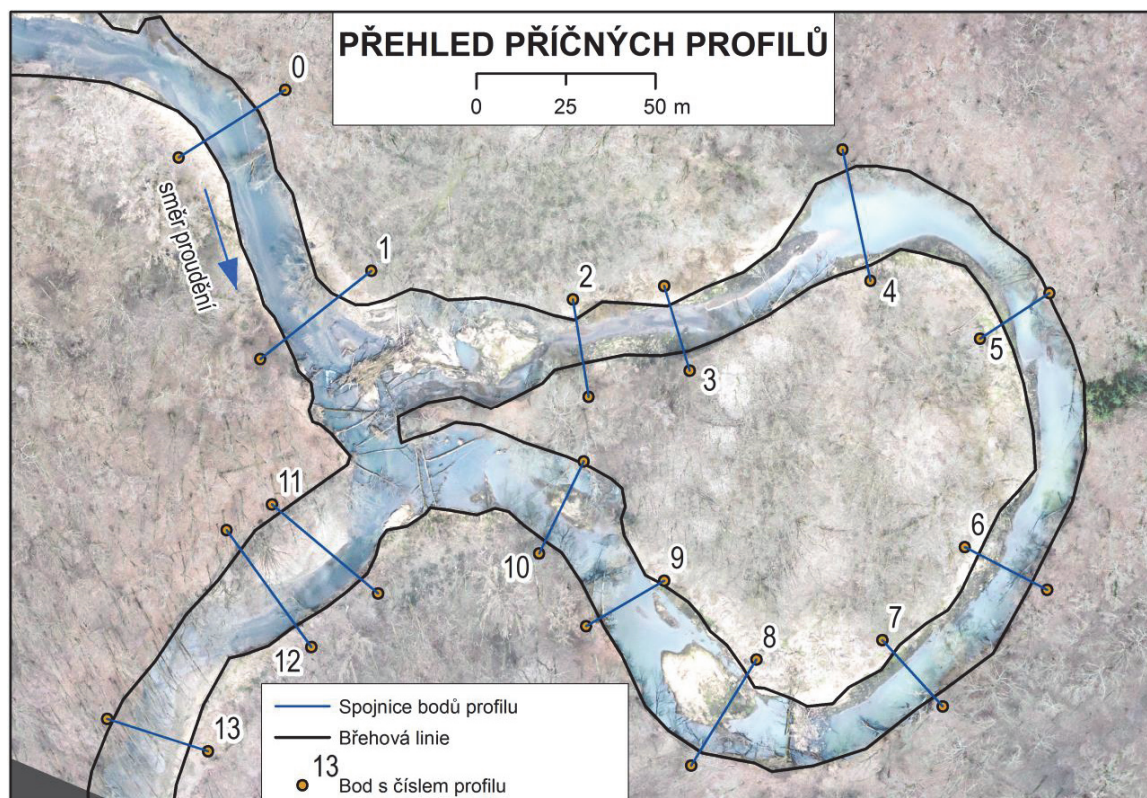 PŘEHLED PŘÍČNÝCH PROFILŮ
0 25 50 m
0
směr proudění
1
2
3
4
5
6
7
8
9
10
11
12
13
Spojnice bodů profilu
Břehová linie
13 Bod s číslem profilu